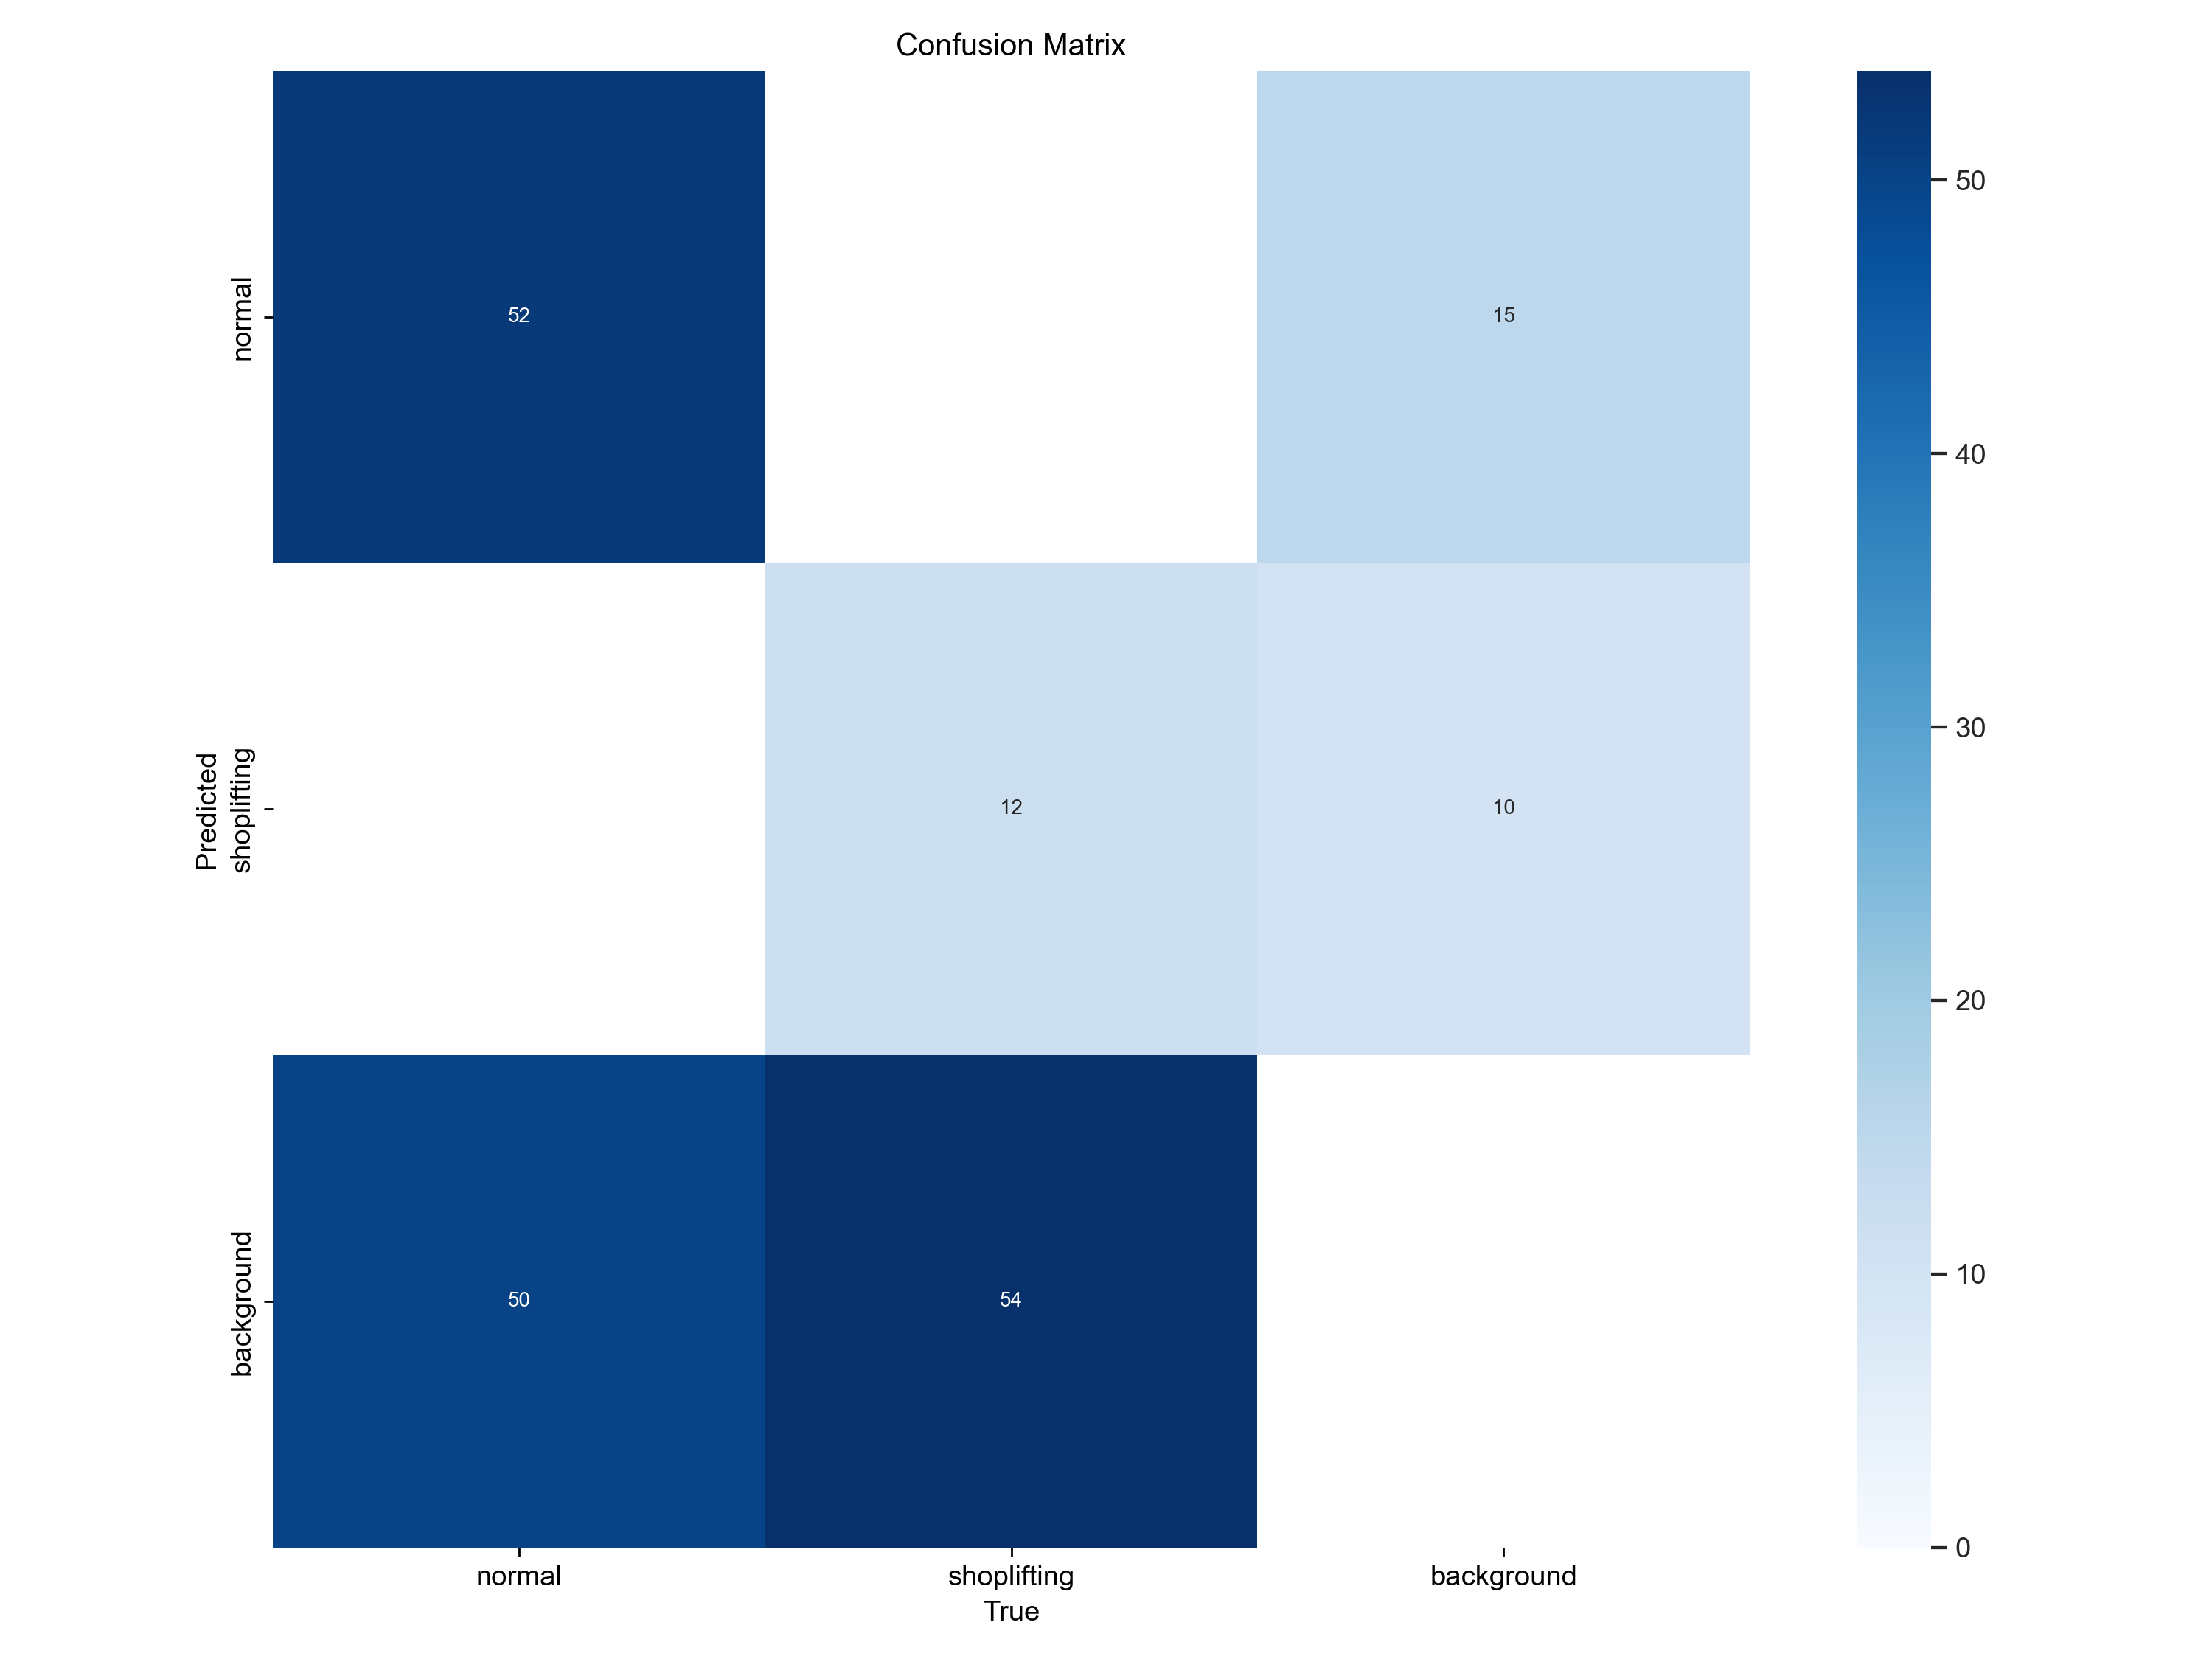 Confusion Matrix
normal
52
15
50
40
30
20
10
0
Predicted
shoplifting
12
10
background
50
54
normal
shoplifting
background
True